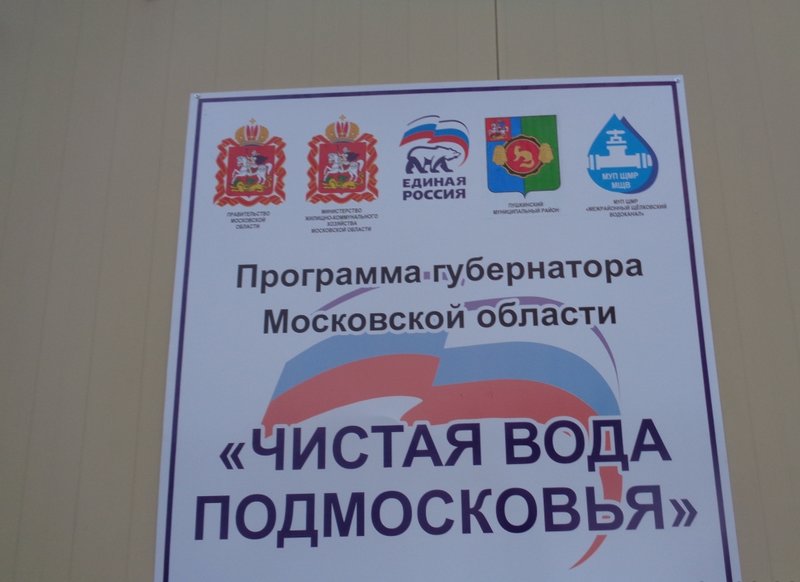 ПРАВИТЕЛЬСТВО
МОСКОВСКОЙ
ОБЛАСТИ
МИНИСТЕРСТВО
ЖИЛИЩНО-КОММУНАЛЬНОГО
ХОЗЯЙСТВА
МОСКОВСКОЙ ОБЛАСТИ
ЕДИНАЯ
РОССИЯ
ПУШКИНСКИЙ
МУНИЦИПАЛЬНЫЙ РАЙОН
МУП ЩМР
МЩВ
МУП ЩМР
«МЕЖРАЙОННЫЙ ЩЁЛКОВСКИЙ
ВОДОКАНАЛ»
Программа губернатора
Московской области
«ЧИСТАЯ ВОДА
ПОДМОСКОВЬЯ»